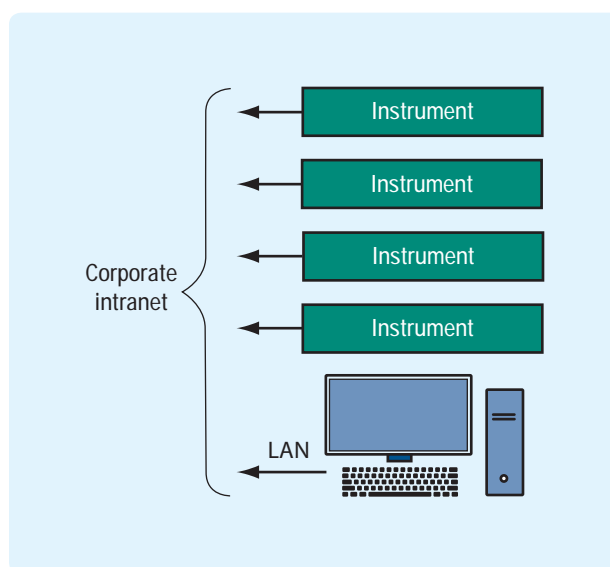 Instrument
Instrument
Instrument
Instrument
Corporate
intranet
LAN